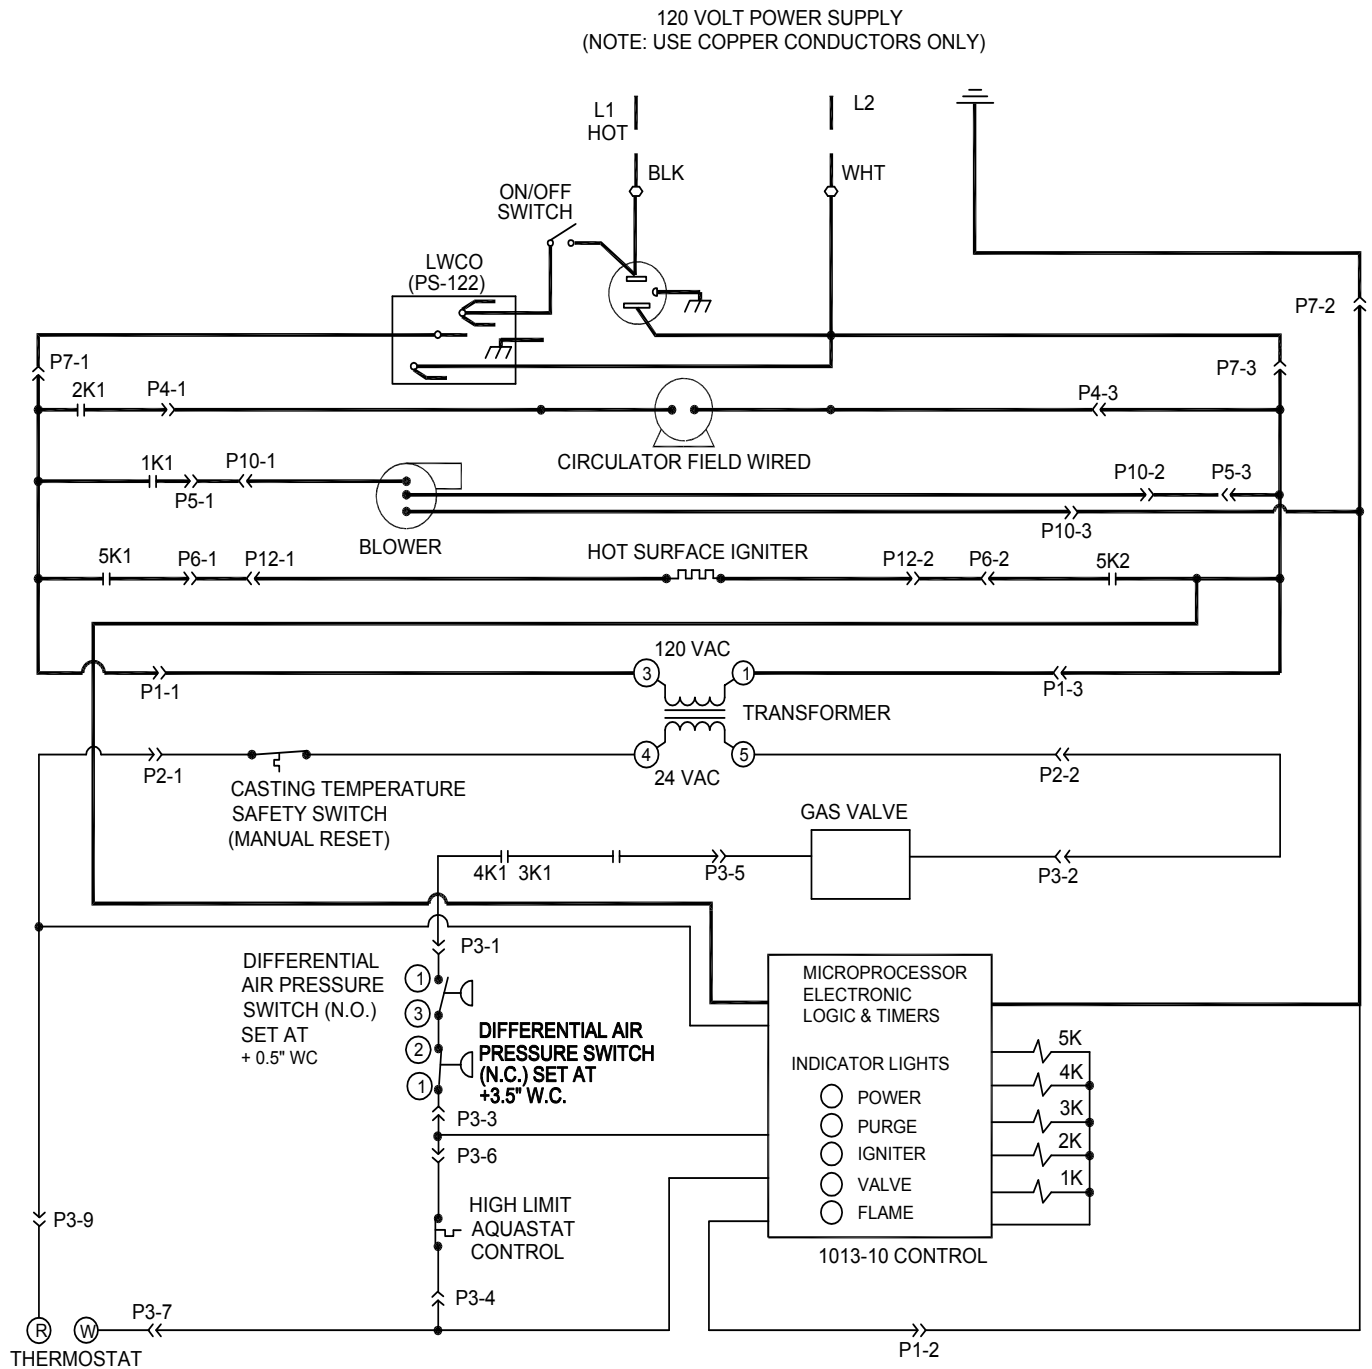 120 VOLT POWER SUPPLY
(NOTE: USE COPPER CONDUCTORS ONLY)
L1
HOT
L2
BLK
WHT
ON/OFF
SWITCH
LWCO
(PS-122)
P7-2
P7-1
P7-3
2K1
P4-1
P4-3
CIRCULATOR FIELD WIRED
1K1
P10-1
P5-1
P10-2
P5-3
P10-3
BLOWER
HOT SURFACE IGNITER
5K1
P6-1
P12-1
P12-2
P6-2
5K2
120 VAC
3
1
P1-1
P1-3
TRANSFORMER
4
5
24 VAC
P2-1
P2-2
CASTING TEMPERATURE
SAFETY SWITCH
(MANUAL RESET)
GAS VALVE
4K1
3K1
P3-5
P3-2
P3-1
DIFFERENTIAL
AIR PRESSURE
SWITCH (N.O.)
SET AT
+ 0.5" WC
1
3
2
1
DIFFERENTIAL AIR
PRESSURE SWITCH
(N.C.) SET AT
+3.5" W.C.
P3-3
P3-6
MICROPROCESSOR
ELECTRONIC
LOGIC & TIMERS
INDICATOR LIGHTS
POWER
PURGE
IGNITER
VALVE
FLAME
5K
4K
3K
2K
1K
1013-10 CONTROL
HIGH LIMIT
AQUASTAT
CONTROL
P3-9
P3-4
P3-7
R
W
THERMOSTAT
P1-2